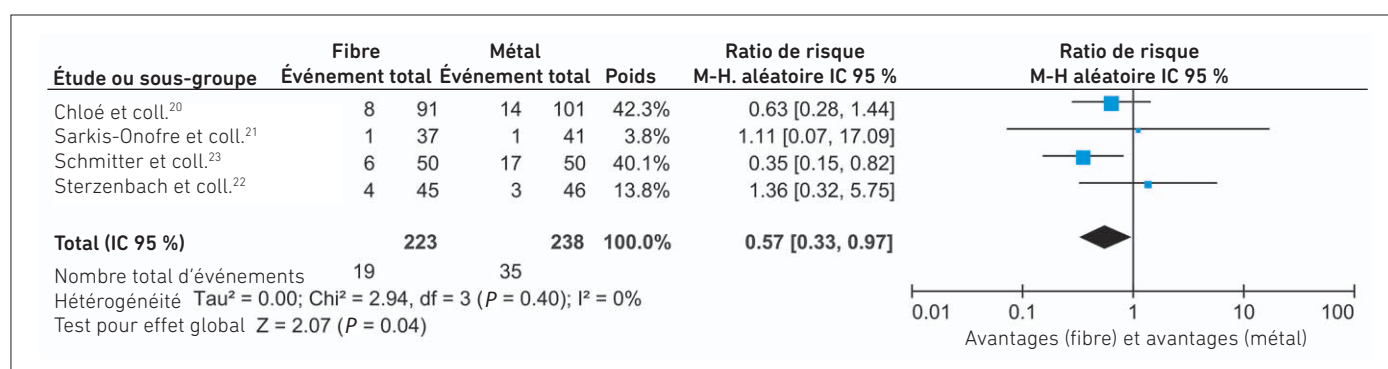 Fibre Métal Ratio de risque Ratio de risque
Étude ou sous-groupe Événement total Événement total Poids M-H. aléatoire IC 95 % M-H aléatoire IC 95 %
Chloé et coll.20 8 91 14 101 42.3% 0.63 [0.28, 1.44]
Sarkis-Onofre et coll.21 1 37 1 41 3.8% 1.11 [0.07, 17.09]
Schmitter et coll.23 6 50 17 50 40.1% 0.35 [0.15, 0.82]
Sterzenbach et coll.22 4 45 3 46 13.8% 1.36 [0.32, 5.75]
Total (IC 95 %) 223 238 100.0% 0.57 [0.33, 0.97]
Nombre total d’événements 19 35
Hétérogénéité Tau² = 0.00; Chi² = 2.94, df = 3 (P = 0.40); I² = 0%
Test pour effet global Z = 2.07 (P = 0.04)
0.01 0.1 1 10 100
Avantages (fibre) et avantages (métal)